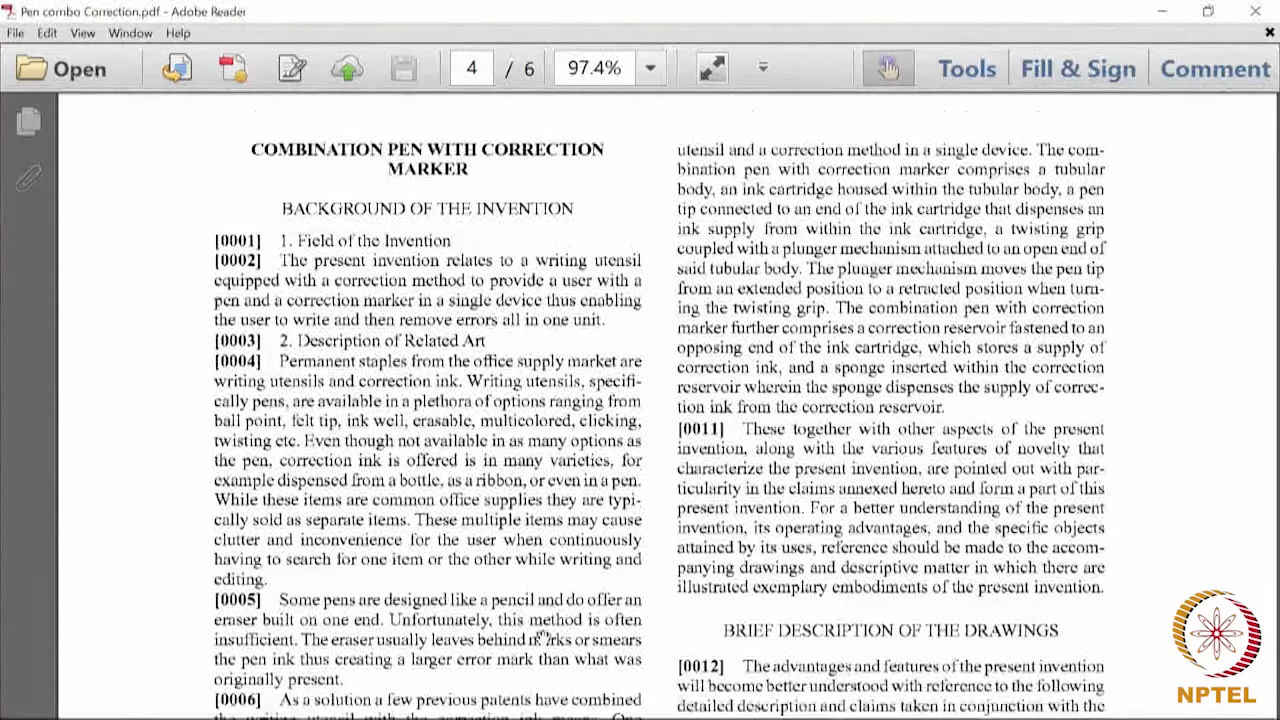 Pen combo Correction.pdf - Adobe Reader
File Edit View Window Help
Open 4 / 6 97.4% Tools Fill & Sign Comment
COMBINATION PEN WITH CORRECTION
MARKER
BACKGROUND OF THE INVENTION
[0001] 1. Field of the Invention
[0002] The present invention relates to a writing utensil
equipped with a correction method to provide a user with a
pen and a correction marker in a single device thus enabling
the user to write and then remove errors all in one unit.
[0003] 2. Description of Related Art
[0004] Permanent staples from the office supply market are
writing utensils and correction ink. Writing utensils, specifi-
cally pens, are available in a plethora of options ranging from
ball point, felt tip, ink well, erasable, multicolored, clicking,
twisting etc. Even though not available in as many options as
the pen, correction ink is offered is in many varieties, for
example dispensed from a bottle, as a ribbon, or even in a pen.
While these items are common office supplies they are typi-
cally sold as separate items. These multiple items may cause
clutter and inconvenience for the user when continuously
having to search for one item or the other while writing and
editing.
[0005] Some pens are designed like a pencil and do offer an
eraser built on one end. Unfortunately, this method is often
insufficient. The eraser usually leaves behind marks or smears
the pen ink thus creating a larger error mark than what was
originally present.
[0006] As a solution a few previous patents have combined
the writing utensil with the correction ink means. One
utensil and a correction method in a single device. The com-
bination pen with correction marker comprises a tubular
body, an ink cartridge housed within the tubular body, a pen
tip connected to an end of the ink cartridge that dispenses an
ink supply from within the ink cartridge, a twisting grip
coupled with a plunger mechanism attached to an open end of
said tubular body. The plunger mechanism moves the pen tip
from an extended position to a retracted position when turn-
ing the twisting grip. The combination pen with correction
marker further comprises a correction reservoir fastened to an
opposing end of the ink cartridge, which stores a supply of
correction ink, and a sponge inserted within the correction
reservoir wherein the sponge dispenses the supply of correc-
tion ink from the correction reservoir.
[0011] These together with other aspects of the present
invention, along with the various features of novelty that
characterize the present invention, are pointed out with par-
ticularity in the claims annexed hereto and form a part of this
present invention. For a better understanding of the present
invention, its operating advantages, and the specific objects
attained by its uses, reference should be made to the accom-
panying drawings and descriptive matter in which there are
illustrated exemplary embodiments of the present invention.
BRIEF DESCRIPTION OF THE DRAWINGS
[0012] The advantages and features of the present invention
will become better understood with reference to the following
detailed description and claims taken in conjunction with the
NPTEL